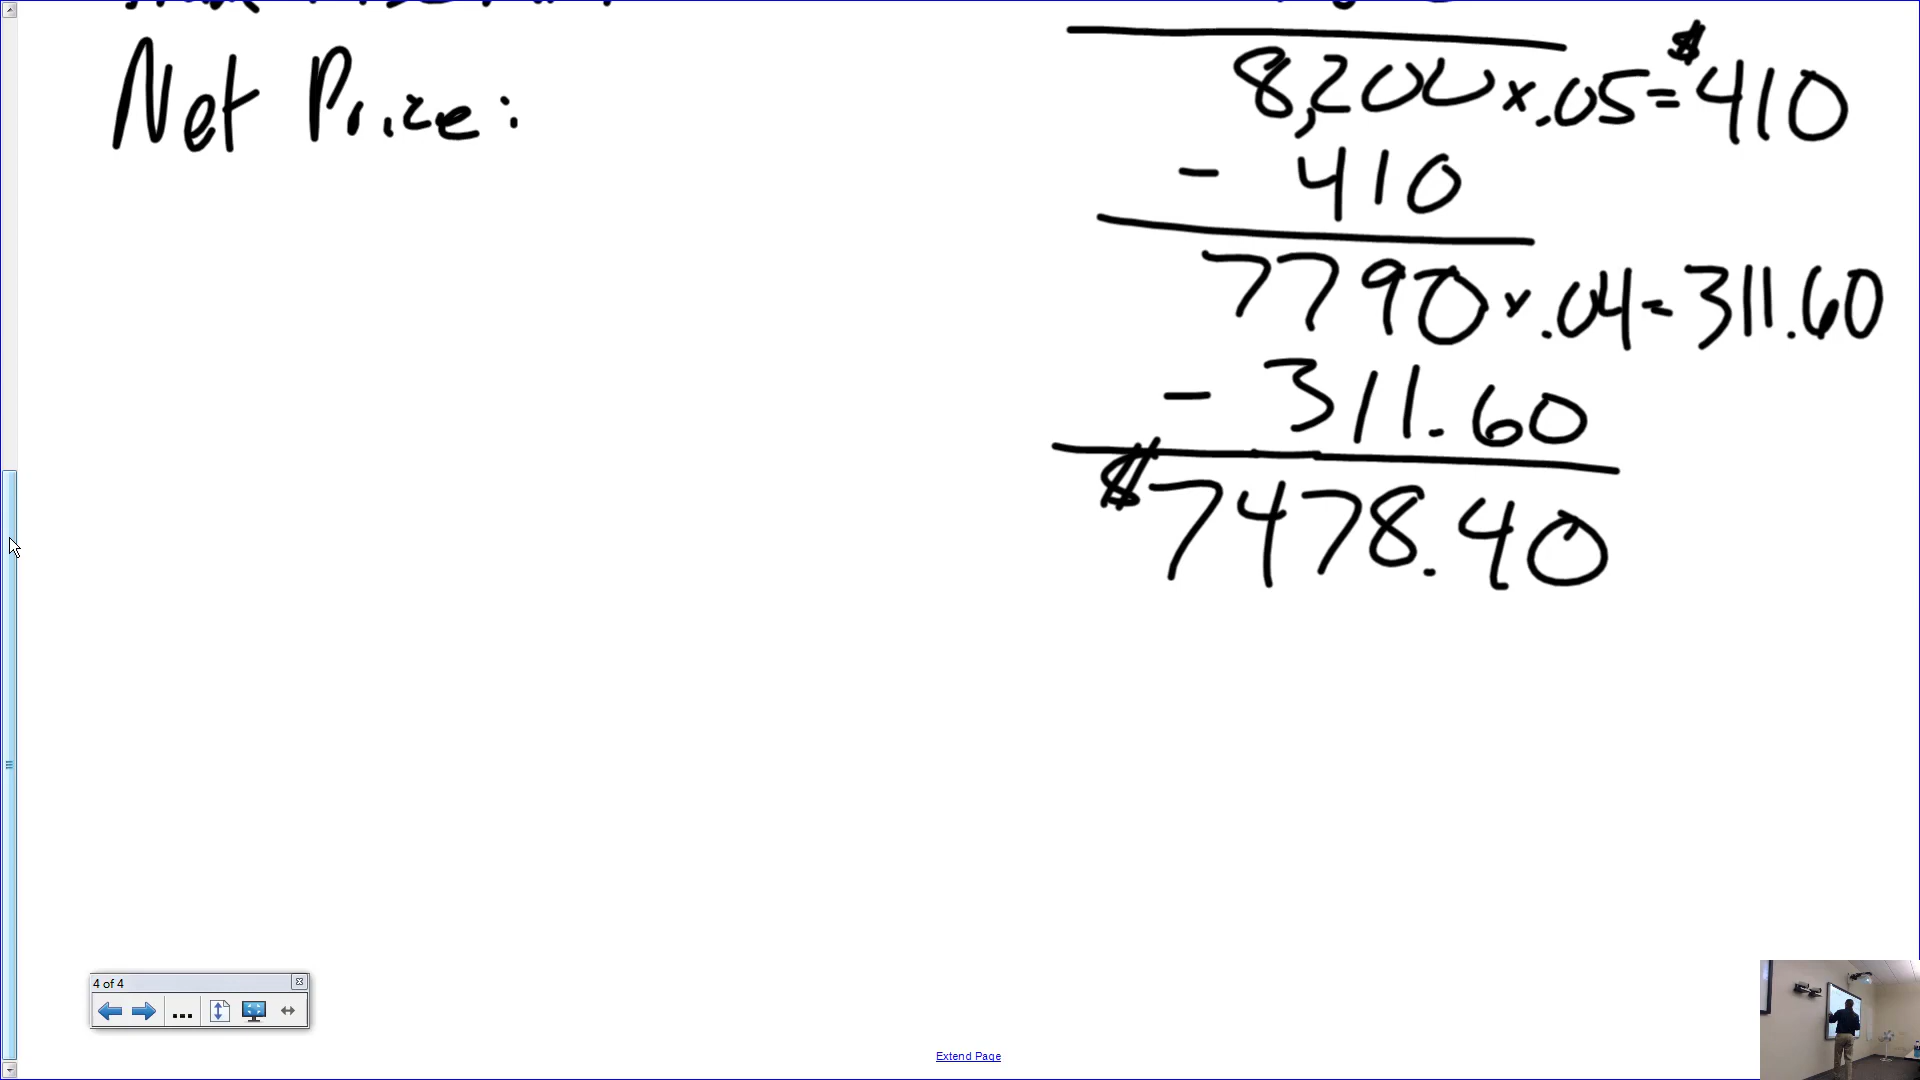 Net Price:
8,200 x .05 = $410
- 410
7790 x .04 = 311.60
- 311.60
$7478.40
4 of 4
...
Extend Page